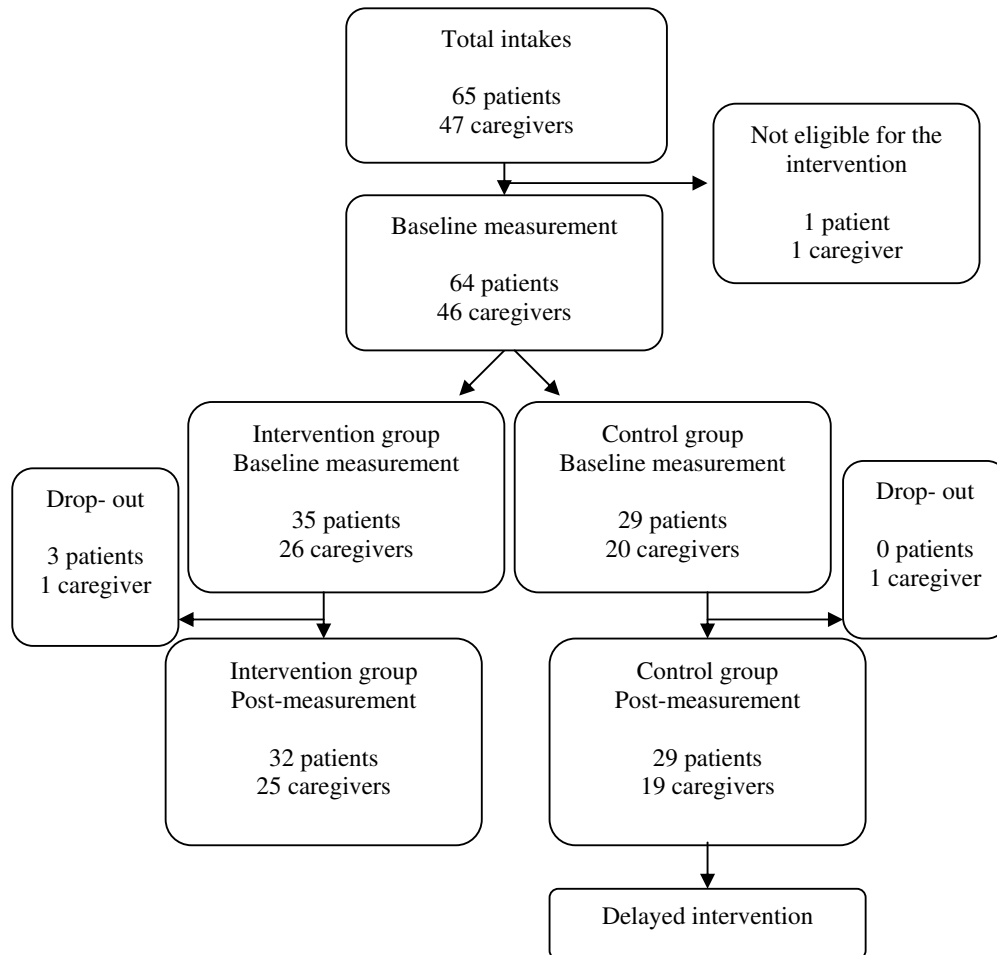 Total intakes
65 patients
47 caregivers
Not eligible for the
intervention
1 patient
1 caregiver
Baseline measurement
64 patients
46 caregivers
Intervention group
Baseline measurement
35 patients
26 caregivers
Control group
Baseline measurement
29 patients
20 caregivers
Drop- out
3 patients
1 caregiver
Drop- out
0 patients
1 caregiver
Intervention group
Post-measurement
32 patients
25 caregivers
Control group
Post-measurement
29 patients
19 caregivers
Delayed intervention